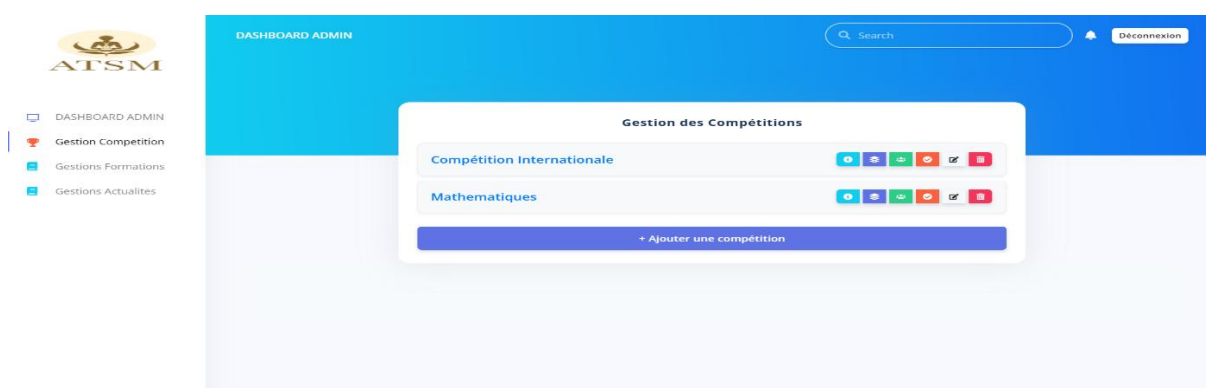 ATSM
DASHBOARD ADMIN
Gestion Competition
Gestions Formations
Gestions Actualites
DASHBOARD ADMIN
Search
Déconnexion
Gestion des Compétitions
Compétition Internationale
Mathematiques
+ Ajouter une compétition